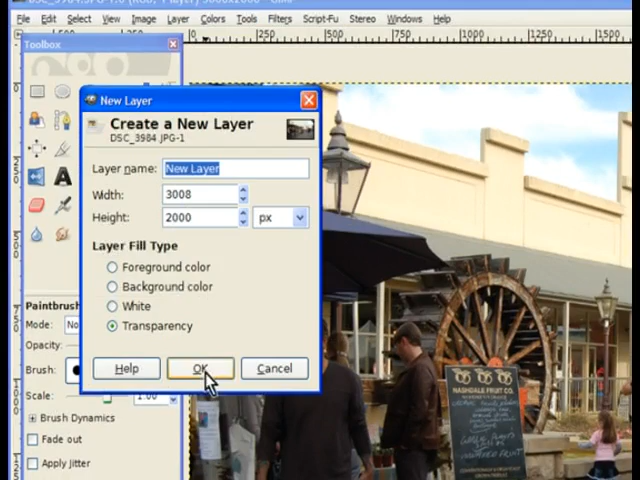 File Edit Select View Image Layer Colors Tools Filters Script-Fu Stereo Windows Help
250 500 750 1000 1250 1500
Toolbox
New Layer
Create a New Layer
DSC_3984.JPG-1
Layer name: New Layer
Width: 3008
Height: 2000 px
Layer Fill Type
Foreground color
Background color
White
Transparency
Help OK Cancel
Paintbrush
Mode:
Opacity:
Brush:
Scale: 1.00
Brush Dynamics
Fade out
Apply Jitter
NASHDALE FRUIT CO.